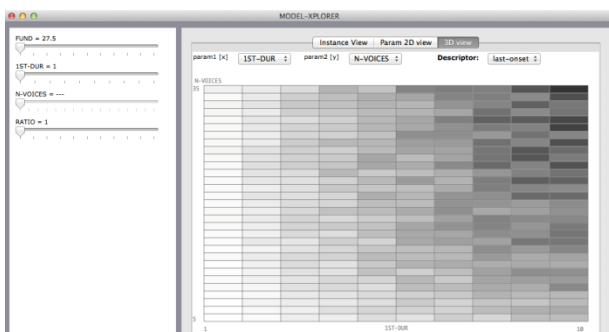 MODEL-XPLORER
FUND = 27.5
1ST-DUR = 1
N-VOICES = ---
RATIO = 1
Instance View Param 2D view 3D view
param1 [x] 1ST-DUR param2 [y] N-VOICES Descriptor: last-onset
N-VOICES
35
5
1 1ST-DUR 10